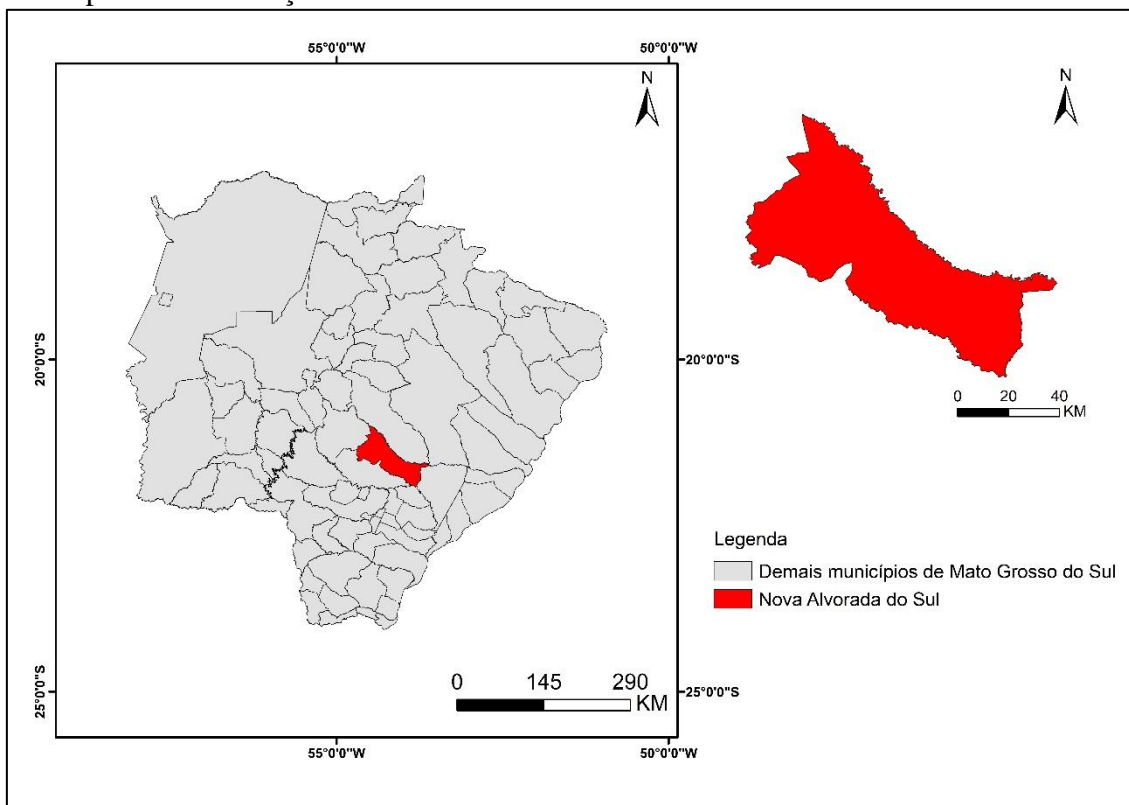 55°0'0"W 50°0'0"W
N
N
20°0'0"S 20°0'0"S
0 20 40
KM
Legenda
Demais municípios de Mato Grosso do Sul
Nova Alvorada do Sul
0 145 290
KM
25°0'0"S 25°0'0"S
55°0'0"W 50°0'0"W